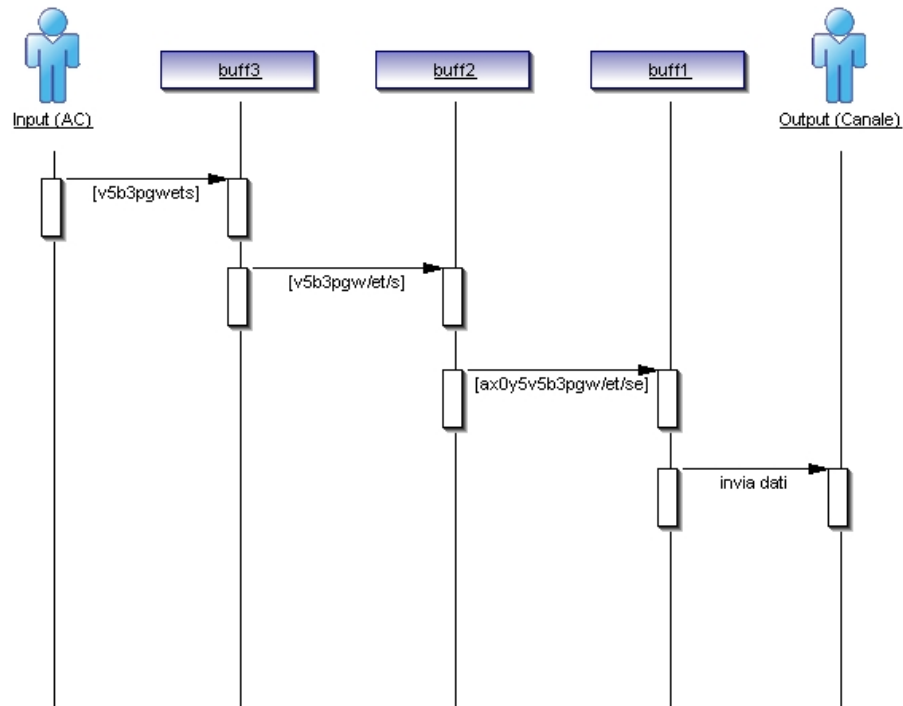 buff3
buff2
buff1
Input (AC)
Output (Canale)
[v5b3pgwets]
[v5b3pgw/et/s]
[ax0y5v5b3pgw/et/se]
invia dati